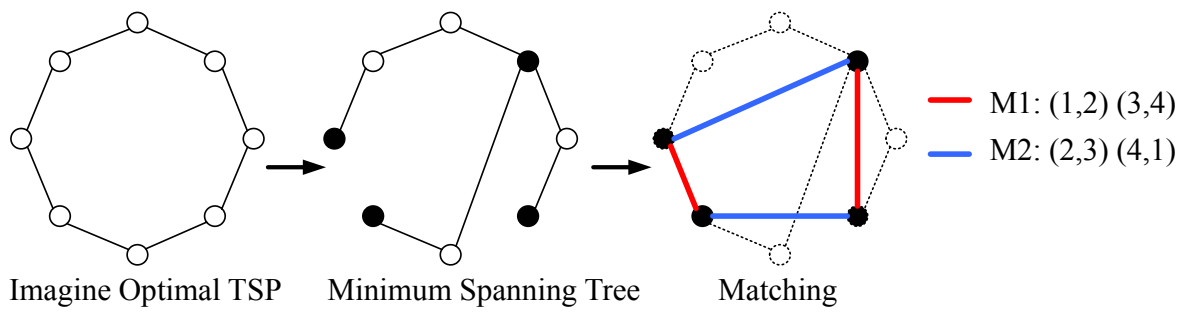 M1: (1,2) (3,4)
M2: (2,3) (4,1)
Imagine Optimal TSP
Minimum Spanning Tree
Matching